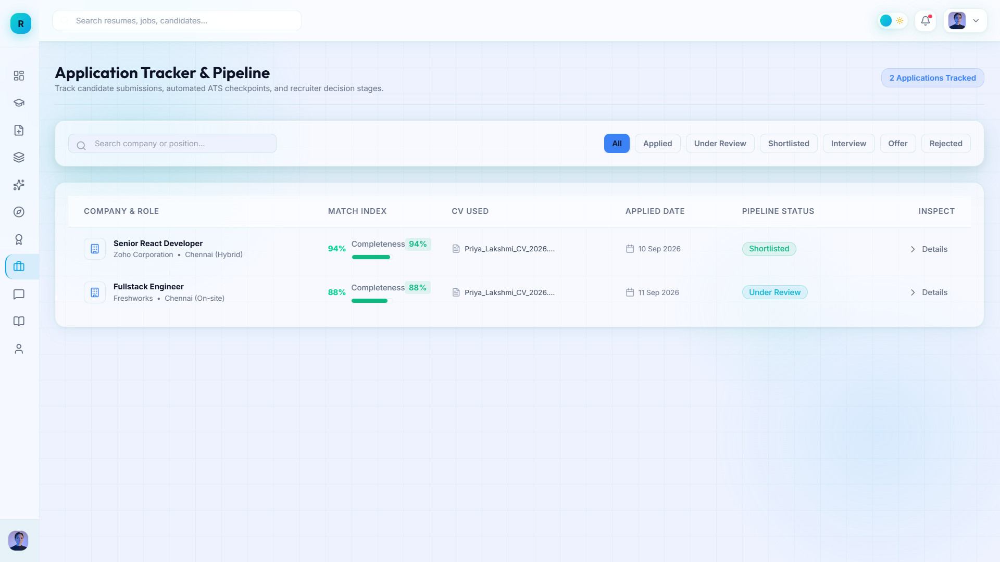 R
Search resumes, jobs, candidates...
Application Tracker & Pipeline
Track candidate submissions, automated ATS checkpoints, and recruiter decision stages.
2 Applications Tracked
Search company or position...
All Applied Under Review Shortlisted Interview Offer Rejected
COMPANY & ROLE MATCH INDEX CV USED APPLIED DATE PIPELINE STATUS INSPECT
Senior React Developer
Zoho Corporation • Chennai (Hybrid)
94% Completeness 94%
Priya_Lakshmi_CV_2026....
10 Sep 2026
Shortlisted
Details
Fullstack Engineer
Freshworks • Chennai (On-site)
88% Completeness 88%
Priya_Lakshmi_CV_2026....
11 Sep 2026
Under Review
Details